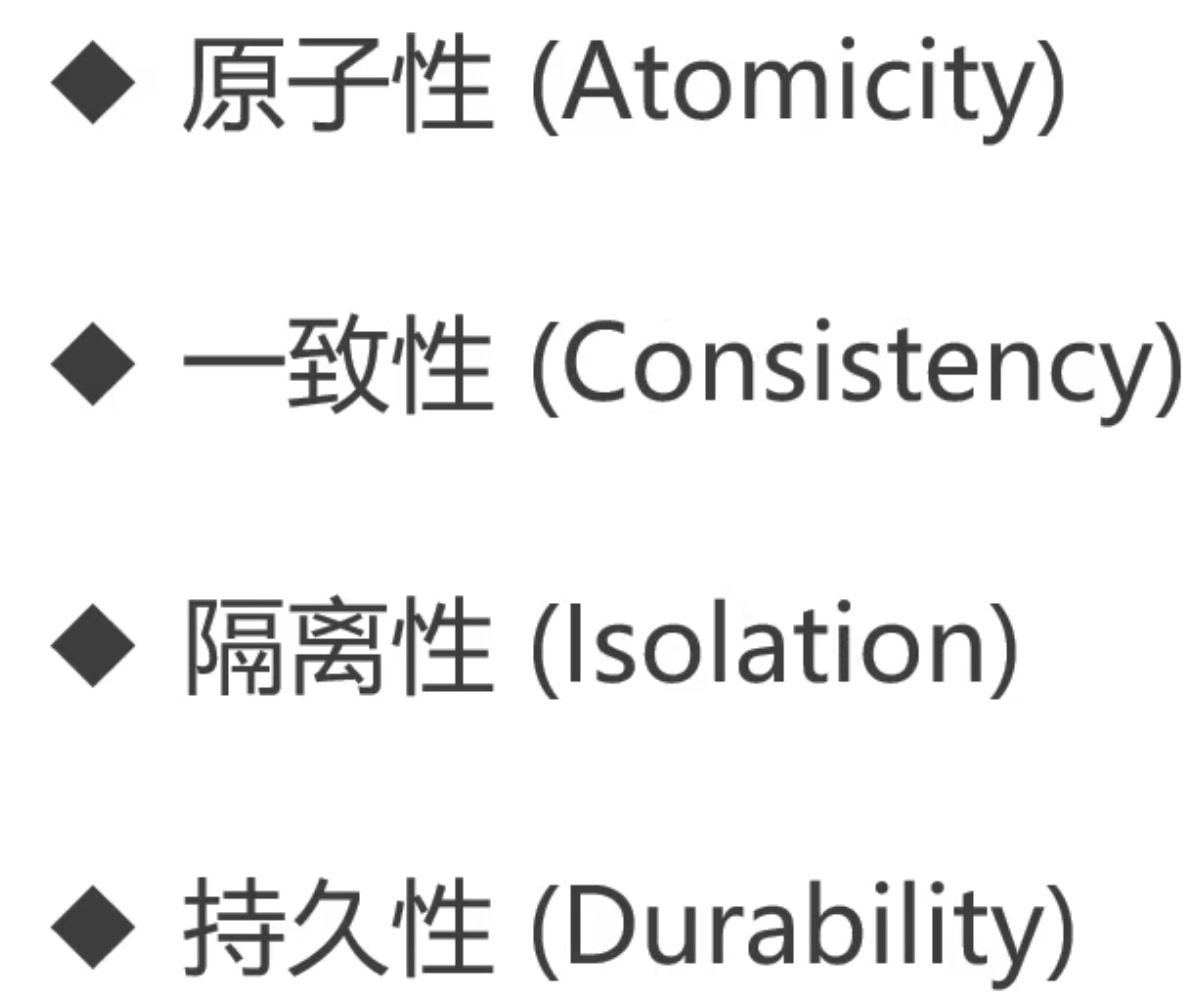 ◆ 原子性 (Atomicity)
◆ 一致性 (Consistency)
◆ 隔离性 (Isolation)
◆ 持久性 (Durability)